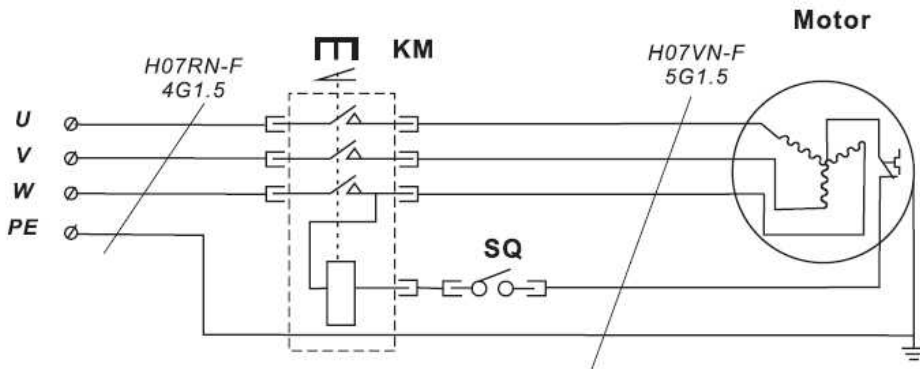 Motor
KM
H07RN-F
4G1.5
H07VN-F
5G1.5
U
V
W
PE
SQ